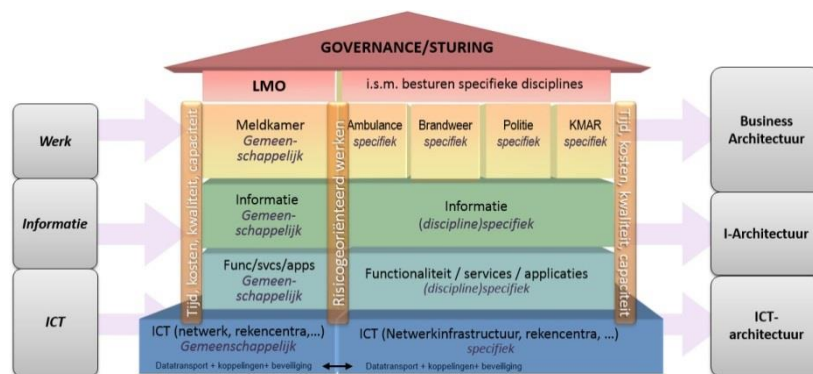 GOVERNANCE/STURING
LMO
i.s.m. besturen specifieke disciplines
Werk
Informatie
ICT
Tijd, kosten, kwaliteit, capaciteit
Meldkamer
Gemeen-
schappelijk
Risicogeoriënteerd werken
Ambulance
specifiek
Brandweer
specifiek
Politie
specifiek
KMAR
specifiek
Tijd, kosten, kwaliteit, capaciteit
Informatie
Gemeen-
schappelijk
Informatie
(discipline)specifiek
Func/svcs/apps
Gemeen-
schappelijk
Functionaliteit / services / applicaties
(discipline)specifiek
ICT (netwerk, rekencentra,...)
Gemeenschappelijk
Datatransport + koppelingen+ beveiliging
ICT (Netwerkinfrastructuur, rekencentra, ...)
specifiek
Datatransport + koppelingen+ beveiliging
Business
Architectuur
I-Architectuur
ICT-
architectuur